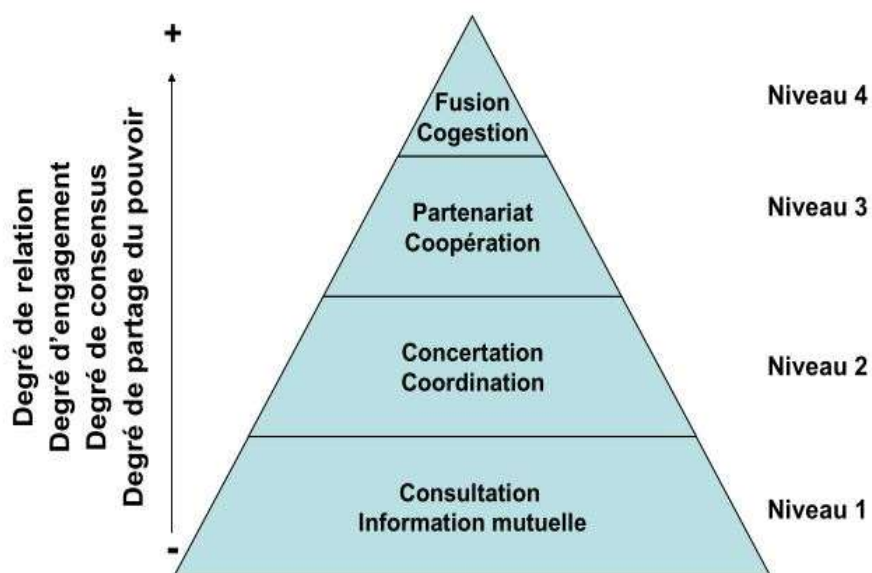 +
Degré de relation
Degré d'engagement
Degré de consensus
Degré de partage du pouvoir
-
Fusion
Cogestion
Niveau 4
Partenariat
Coopération
Niveau 3
Concertation
Coordination
Niveau 2
Consultation
Information mutuelle
Niveau 1